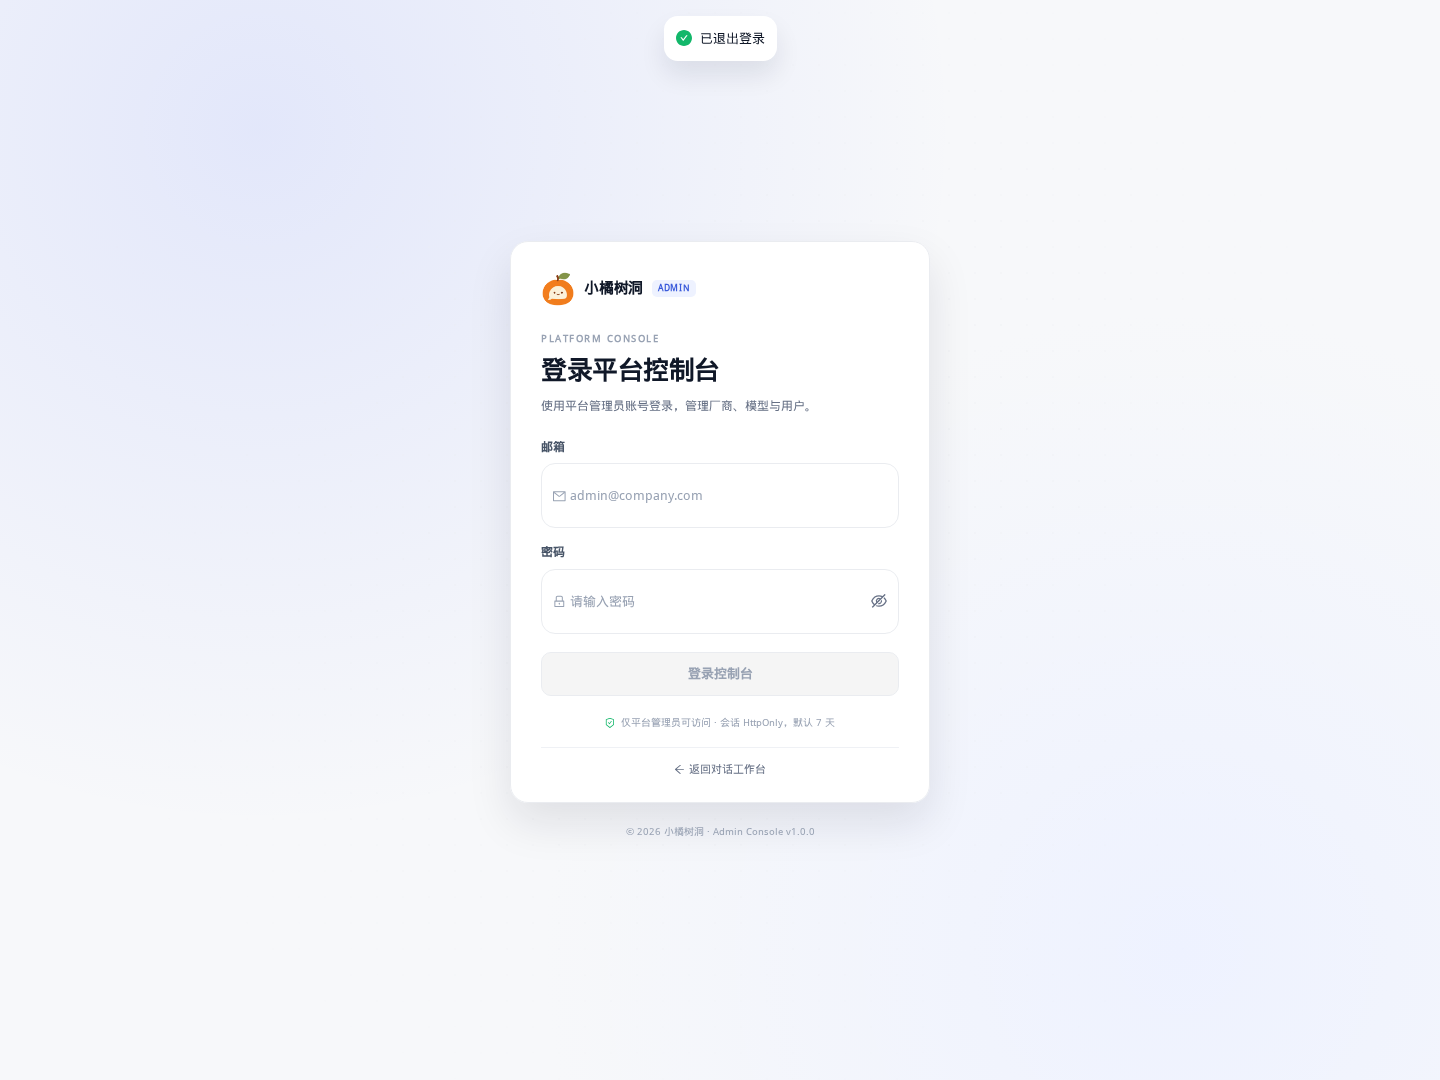 已退出登录
小橘树洞 ADMIN
PLATFORM CONSOLE
登录平台控制台
使用平台管理员账号登录，管理厂商、模型与用户。
邮箱
admin@company.com
密码
请输入密码
登录控制台
仅平台管理员可访问 · 会话 HttpOnly，默认 7 天
← 返回对话工作台
© 2026 小橘树洞 · Admin Console v1.0.0